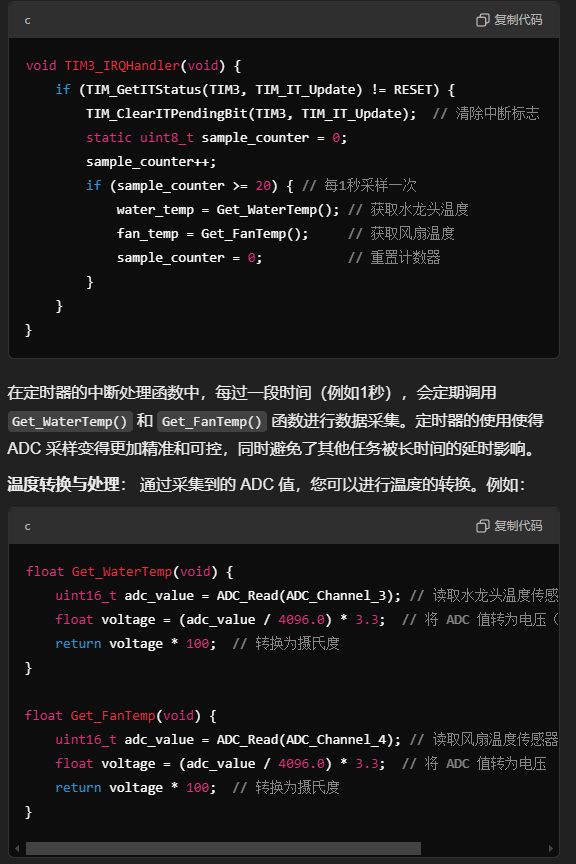 c
复制代码
void TIM3_IRQHandler(void) {
    if (TIM_GetITStatus(TIM3, TIM_IT_Update) != RESET) {
        TIM_ClearITPendingBit(TIM3, TIM_IT_Update);  // 清除中断标志
        static uint8_t sample_counter = 0;
        sample_counter++;
        if (sample_counter >= 20) { // 每1秒采样一次
            water_temp = Get_WaterTemp(); // 获取水龙头温度
            fan_temp = Get_FanTemp();     // 获取风扇温度
            sample_counter = 0;           // 重置计数器
        }
    }
}
在定时器的中断处理函数中，每过一段时间（例如1秒），会定期调用
Get_WaterTemp() 和 Get_FanTemp() 函数进行数据采集。定时器的使用使得
ADC 采样变得更加精准和可控，同时避免了其他任务被长时间的延时影响。
温度转换与处理： 通过采集到的 ADC 值，您可以进行温度的转换。例如：
c
复制代码
float Get_WaterTemp(void) {
    uint16_t adc_value = ADC_Read(ADC_Channel_3); // 读取水龙头温度传感
    float voltage = (adc_value / 4096.0) * 3.3;  // 将 ADC 值转为电压（
    return voltage * 100;  // 转换为摄氏度
}
float Get_FanTemp(void) {
    uint16_t adc_value = ADC_Read(ADC_Channel_4); // 读取风扇温度传感器
    float voltage = (adc_value / 4096.0) * 3.3;  // 将 ADC 值转为电压
    return voltage * 100;  // 转换为摄氏度
}